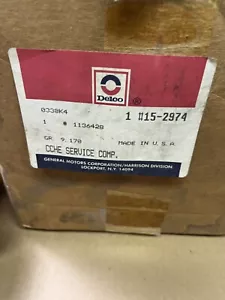 Delco ®
0330K4 1 #15-2974
1 # 1136428
GR 9.170 MADE IN U.S.A
CCHE SERVICE COMP.
GENERAL MOTORS CORPORATION/HARRISON DIVISION
LOCKPORT, N.Y. 14094